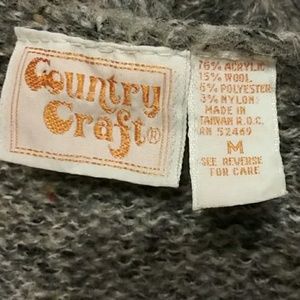 Country
Craft®
76% ACRYLIC
15% WOOL
6% POLYESTER
3% NYLON
MADE IN
TAIWAN R.O.C.
RN 52469
M
SEE REVERSE
FOR CARE